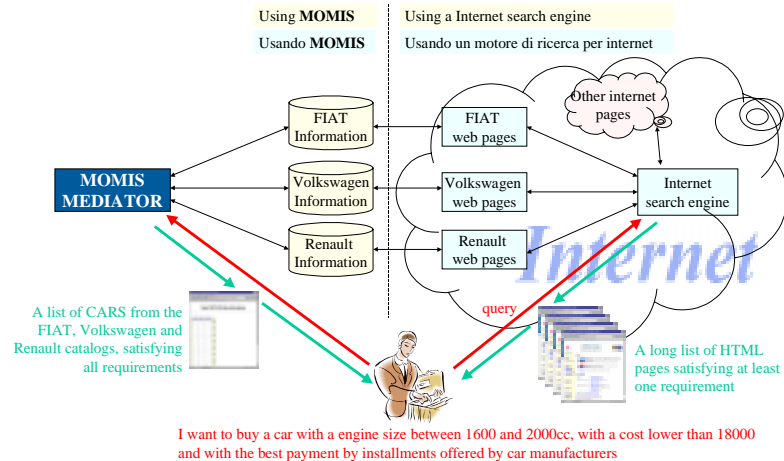 Using MOMIS
Using a Internet search engine
Usando MOMIS
Usando un motore di ricerca per internet
Other internet
pages
FIAT
Information
FIAT
web pages
MOMIS
MEDIATOR
Volkswagen
Information
Volkswagen
web pages
Internet
search engine
Renault
Information
Renault
web pages
Internet
query
A list of CARS from the
FIAT, Volkswagen and
Renault catalogs, satisfying
all requirements
A long list of HTML
pages satisfying at least
one requirement
I want to buy a car with a engine size between 1600 and 2000cc, with a cost lower than 18000
and with the best payment by installments offered by car manufacturers